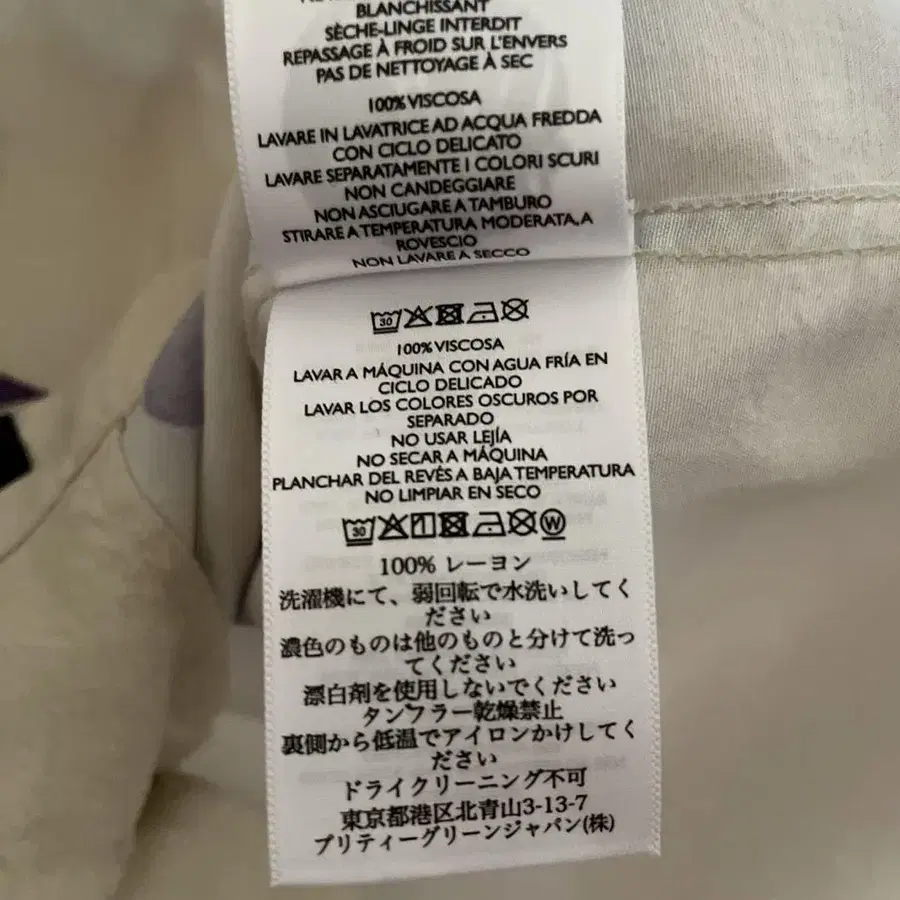 BLANCHISSANT
SÈCHE-LINGE INTERDIT
REPASSAGE À FROID SUR L'ENVERS
PAS DE NETTOYAGE À SEC
100% VISCOSA
LAVARE IN LAVATRICE AD ACQUA FREDDA
CON CICLO DELICATO
LAVARE SEPARATAMENTE I COLORI SCURI
NON CANDEGGIARE
NON ASCIUGARE A TAMBURO
STIRARE A TEMPERATURA MODERATA, A
ROVESCIO
NON LAVARE A SECCO
30
100% VISCOSA
LAVAR A MÁQUINA CON AGUA FRÍA EN
CICLO DELICADO
LAVAR LOS COLORES OSCUROS POR
SEPARADO
NO USAR LEJÍA
NO SECAR A MÁQUINA
PLANCHAR DEL REVÉS A BAJA TEMPERATURA
NO LIMPIAR EN SECO
30 W
100% レーヨン
洗濯機にて、弱回転で水洗いしてく
ださい
濃色のものは他のものと分けて洗っ
てください
漂白剤を使用しないでください
タンフラー乾燥禁止
裏側から低温でアイロンかけしてく
ださい
ドライクリーニング不可
東京都港区北青山3-13-7
プリティーグリーンジャパン(株)